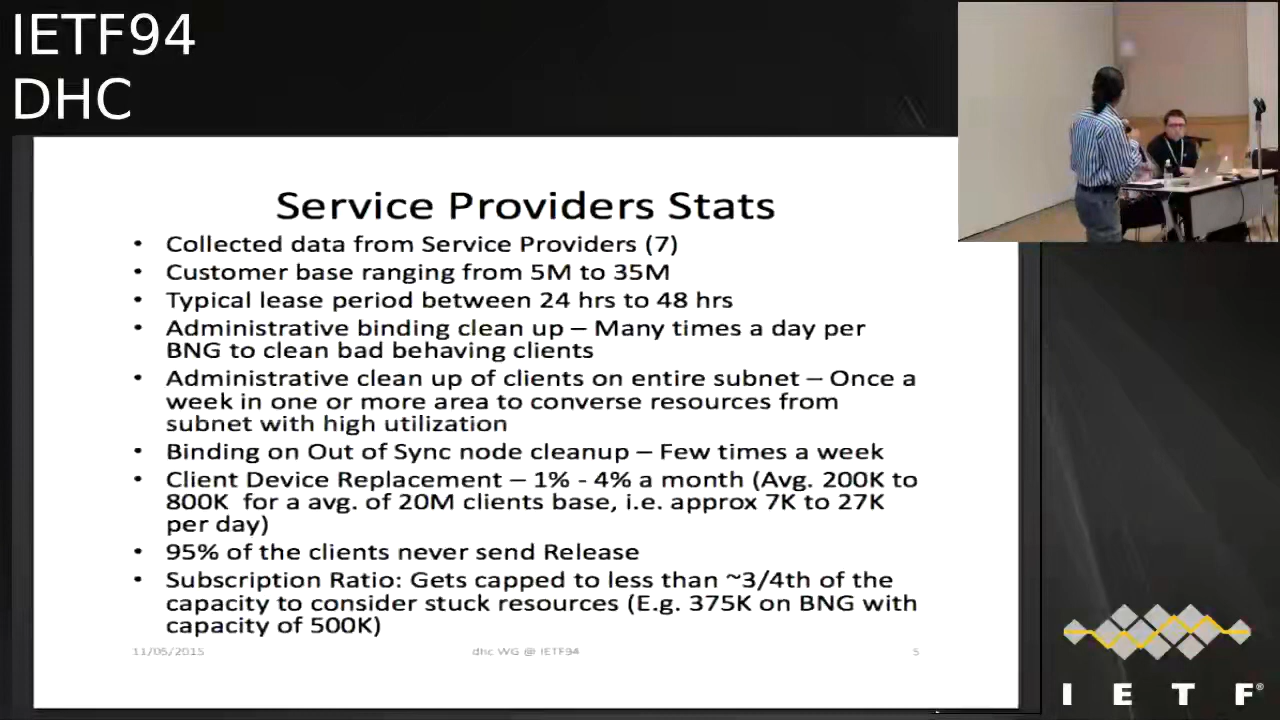 IETF94
DHC
Service Providers Stats
• Collected data from Service Providers (7)
• Customer base ranging from 5M to 35M
• Typical lease period between 24 hrs to 48 hrs
• Administrative binding clean up – Many times a day per
BNG to clean bad behaving clients
• Administrative clean up of clients on entire subnet – Once a
week in one or more area to converse resources from
subnet with high utilization
• Binding on Out of Sync node cleanup – Few times a week
• Client Device Replacement – 1% - 4% a month (Avg. 200K to
800K for a avg. of 20M clients base, i.e. approx 7K to 27K
per day)
• 95% of the clients never send Release
• Subscription Ratio: Gets capped to less than ~3/4th of the
capacity to consider stuck resources (E.g. 375K on BNG with
capacity of 500K)
11/05/2015 dhc WG @ IETF94 5
I E T F®